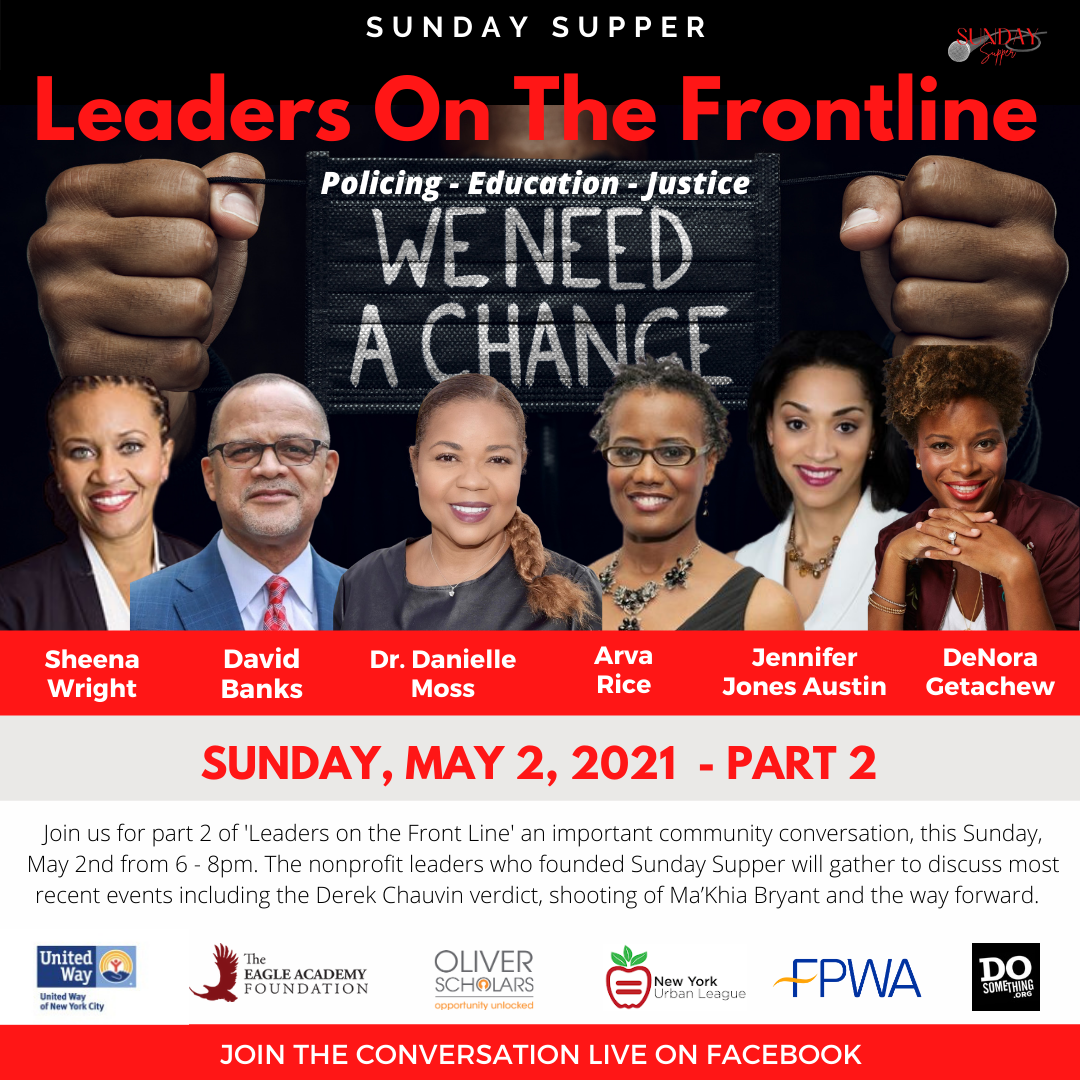 SUNDAY SUPPER
SUNDAY
Supper
Leaders On The Frontline
Policing - Education - Justice
WE NEED
A CHANGE
Sheena
Wright
David
Banks
Dr. Danielle
Moss
Arva
Rice
Jennifer
Jones Austin
DeNora
Getachew
SUNDAY, MAY 2, 2021 - PART 2
Join us for part 2 of 'Leaders on the Front Line' an important community conversation, this Sunday,
May 2nd from 6 - 8pm. The nonprofit leaders who founded Sunday Supper will gather to discuss most
recent events including the Derek Chauvin verdict, shooting of Ma’Khia Bryant and the way forward.
United
Way
United Way
of New York City
The
EAGLE ACADEMY
FOUNDATION
OLIVER
SCHOLARS
opportunity unlocked
New York
Urban League
FPWA
DO
SOMETHING
.ORG
JOIN THE CONVERSATION LIVE ON FACEBOOK